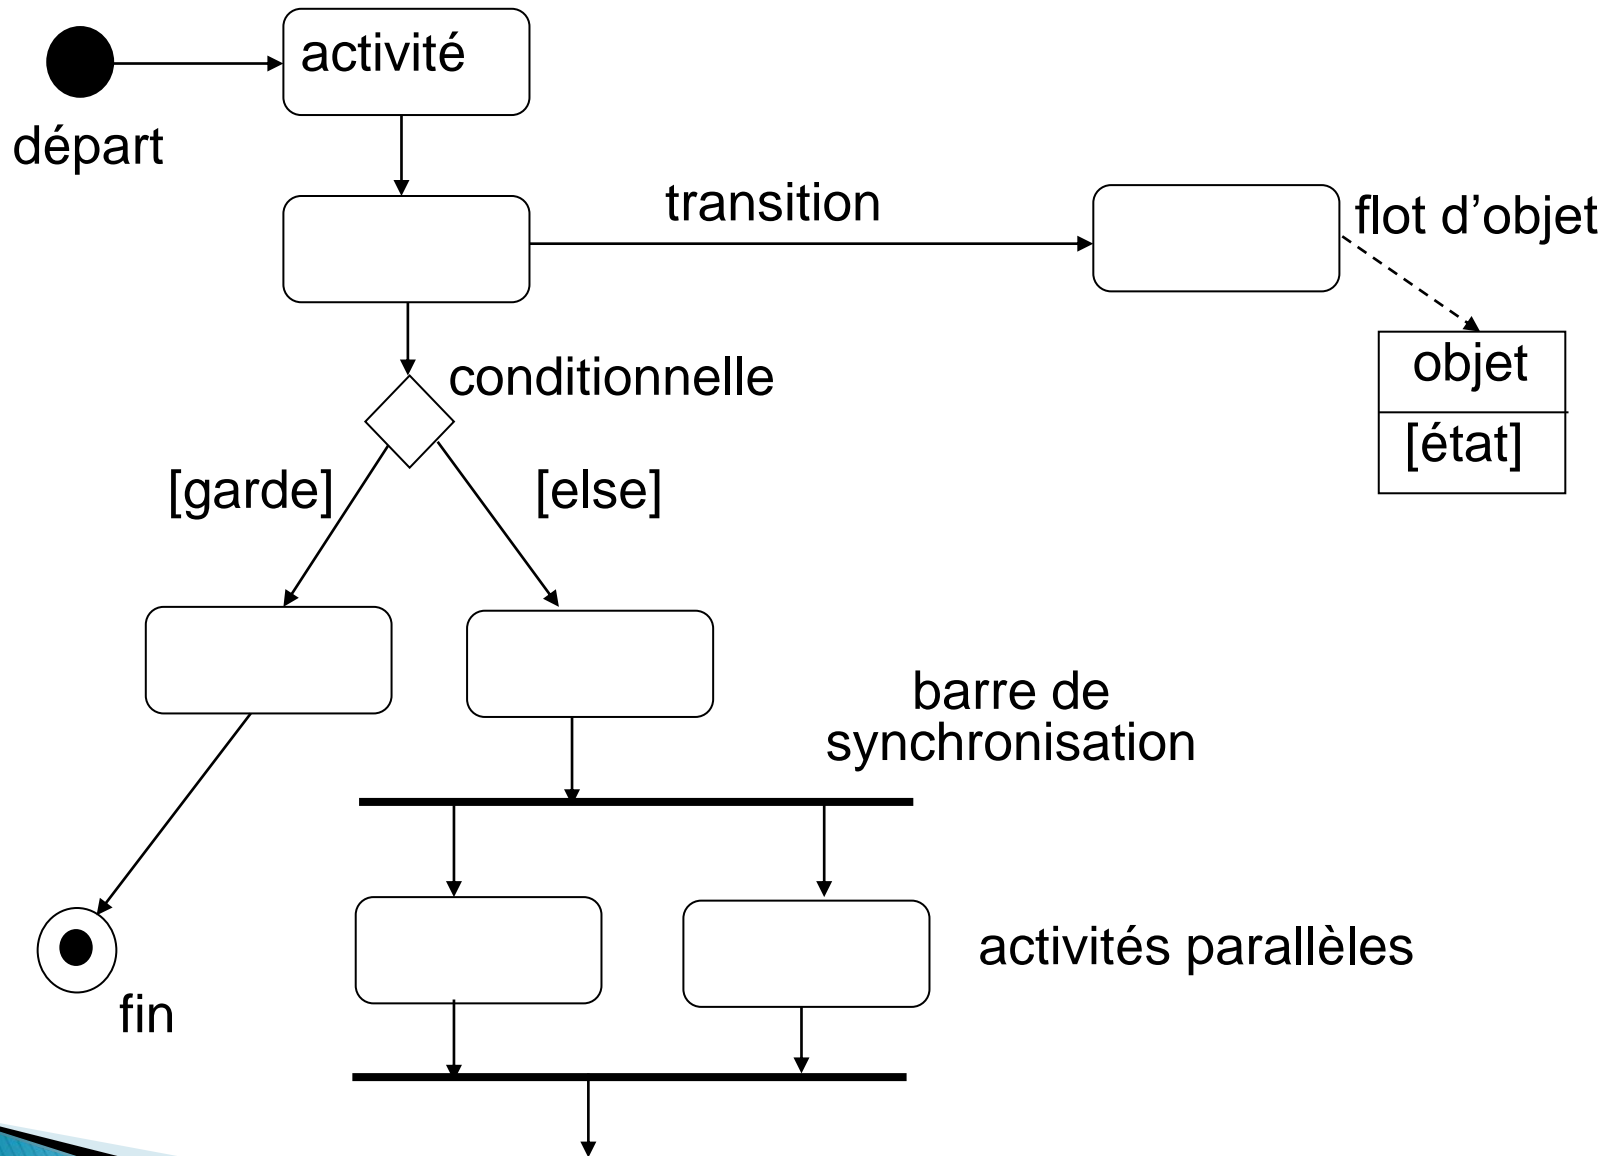 activité
départ
transition
flot d’objet
conditionnelle
objet
[état]
[garde]
[else]
barre de
synchronisation
activités parallèles
fin